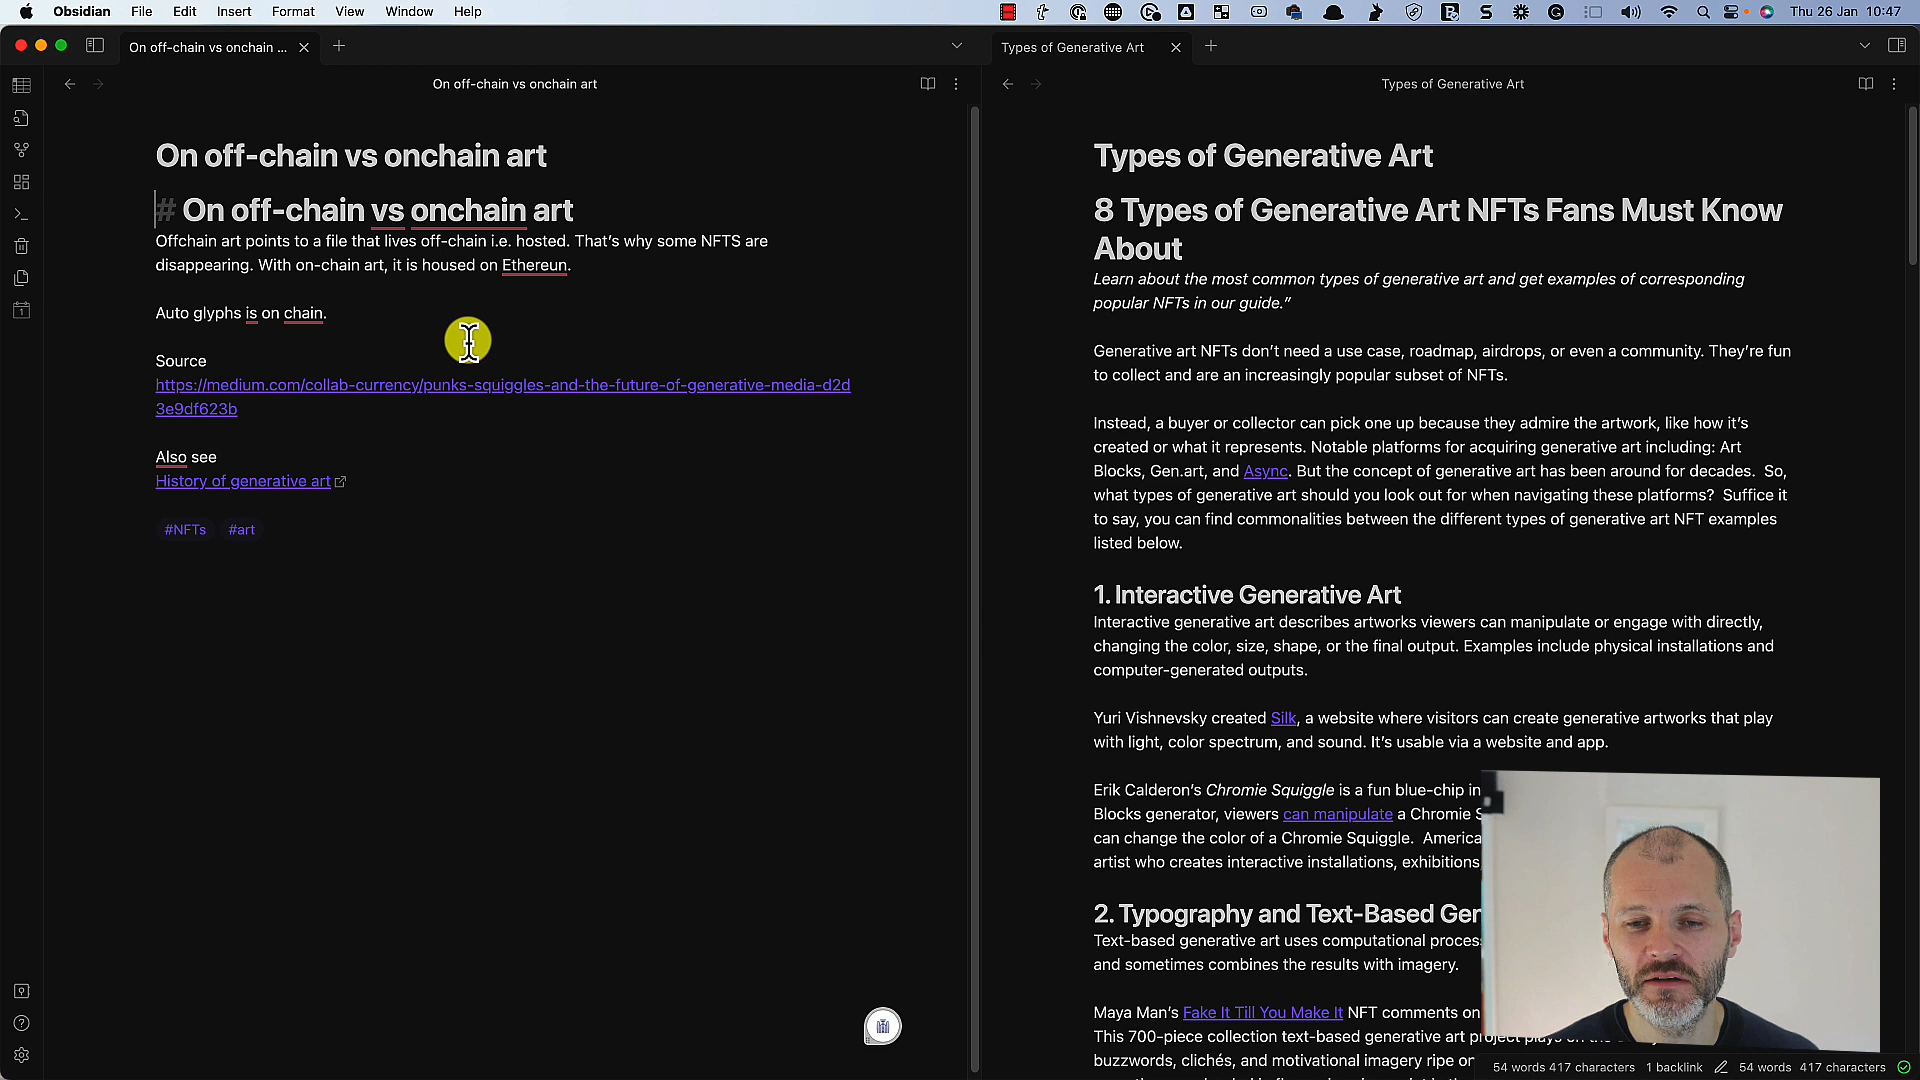 Obsidian File Edit Insert Format View Window Help Thu 26 Jan 10:47
On off-chain vs onchain ...
Types of Generative Art
On off-chain vs onchain art
Types of Generative Art
On off-chain vs onchain art
# On off-chain vs onchain art
Offchain art points to a file that lives off-chain i.e. hosted. That's why some NFTS are
disappearing. With on-chain art, it is housed on Ethereun.
Auto glyphs is on chain.
Source
https://medium.com/collab-currency/punks-squiggles-and-the-future-of-generative-media-d2d
3e9df623b
Also see
History of generative art
#NFTs #art
Types of Generative Art
8 Types of Generative Art NFTs Fans Must Know
About
Learn about the most common types of generative art and get examples of corresponding
popular NFTs in our guide.”
Generative art NFTs don't need a use case, roadmap, airdrops, or even a community. They're fun
to collect and are an increasingly popular subset of NFTs.
Instead, a buyer or collector can pick one up because they admire the artwork, like how it's
created or what it represents. Notable platforms for acquiring generative art including: Art
Blocks, Gen.art, and Async. But the concept of generative art has been around for decades. So,
what types of generative art should you look out for when navigating these platforms? Suffice it
to say, you can find commonalities between the different types of generative art NFT examples
listed below.
1. Interactive Generative Art
Interactive generative art describes artworks viewers can manipulate or engage with directly,
changing the color, size, shape, or the final output. Examples include physical installations and
computer-generated outputs.
Yuri Vishnevsky created Silk, a website where visitors can create generative artworks that play
with light, color spectrum, and sound. It's usable via a website and app.
Erik Calderon's Chromie Squiggle is a fun blue-chip in
Blocks generator, viewers can manipulate a Chromie S
can change the color of a Chromie Squiggle. America
artist who creates interactive installations, exhibitions,
2. Typography and Text-Based Ger
Text-based generative art uses computational proces
and sometimes combines the results with imagery.
Maya Man's Fake It Till You Make It NFT comments on
This 700-piece collection text-based generative art project plays on the
buzzwords, clichés, and motivational imagery ripe on
54 words 417 characters 1 backlink 54 words 417 characters